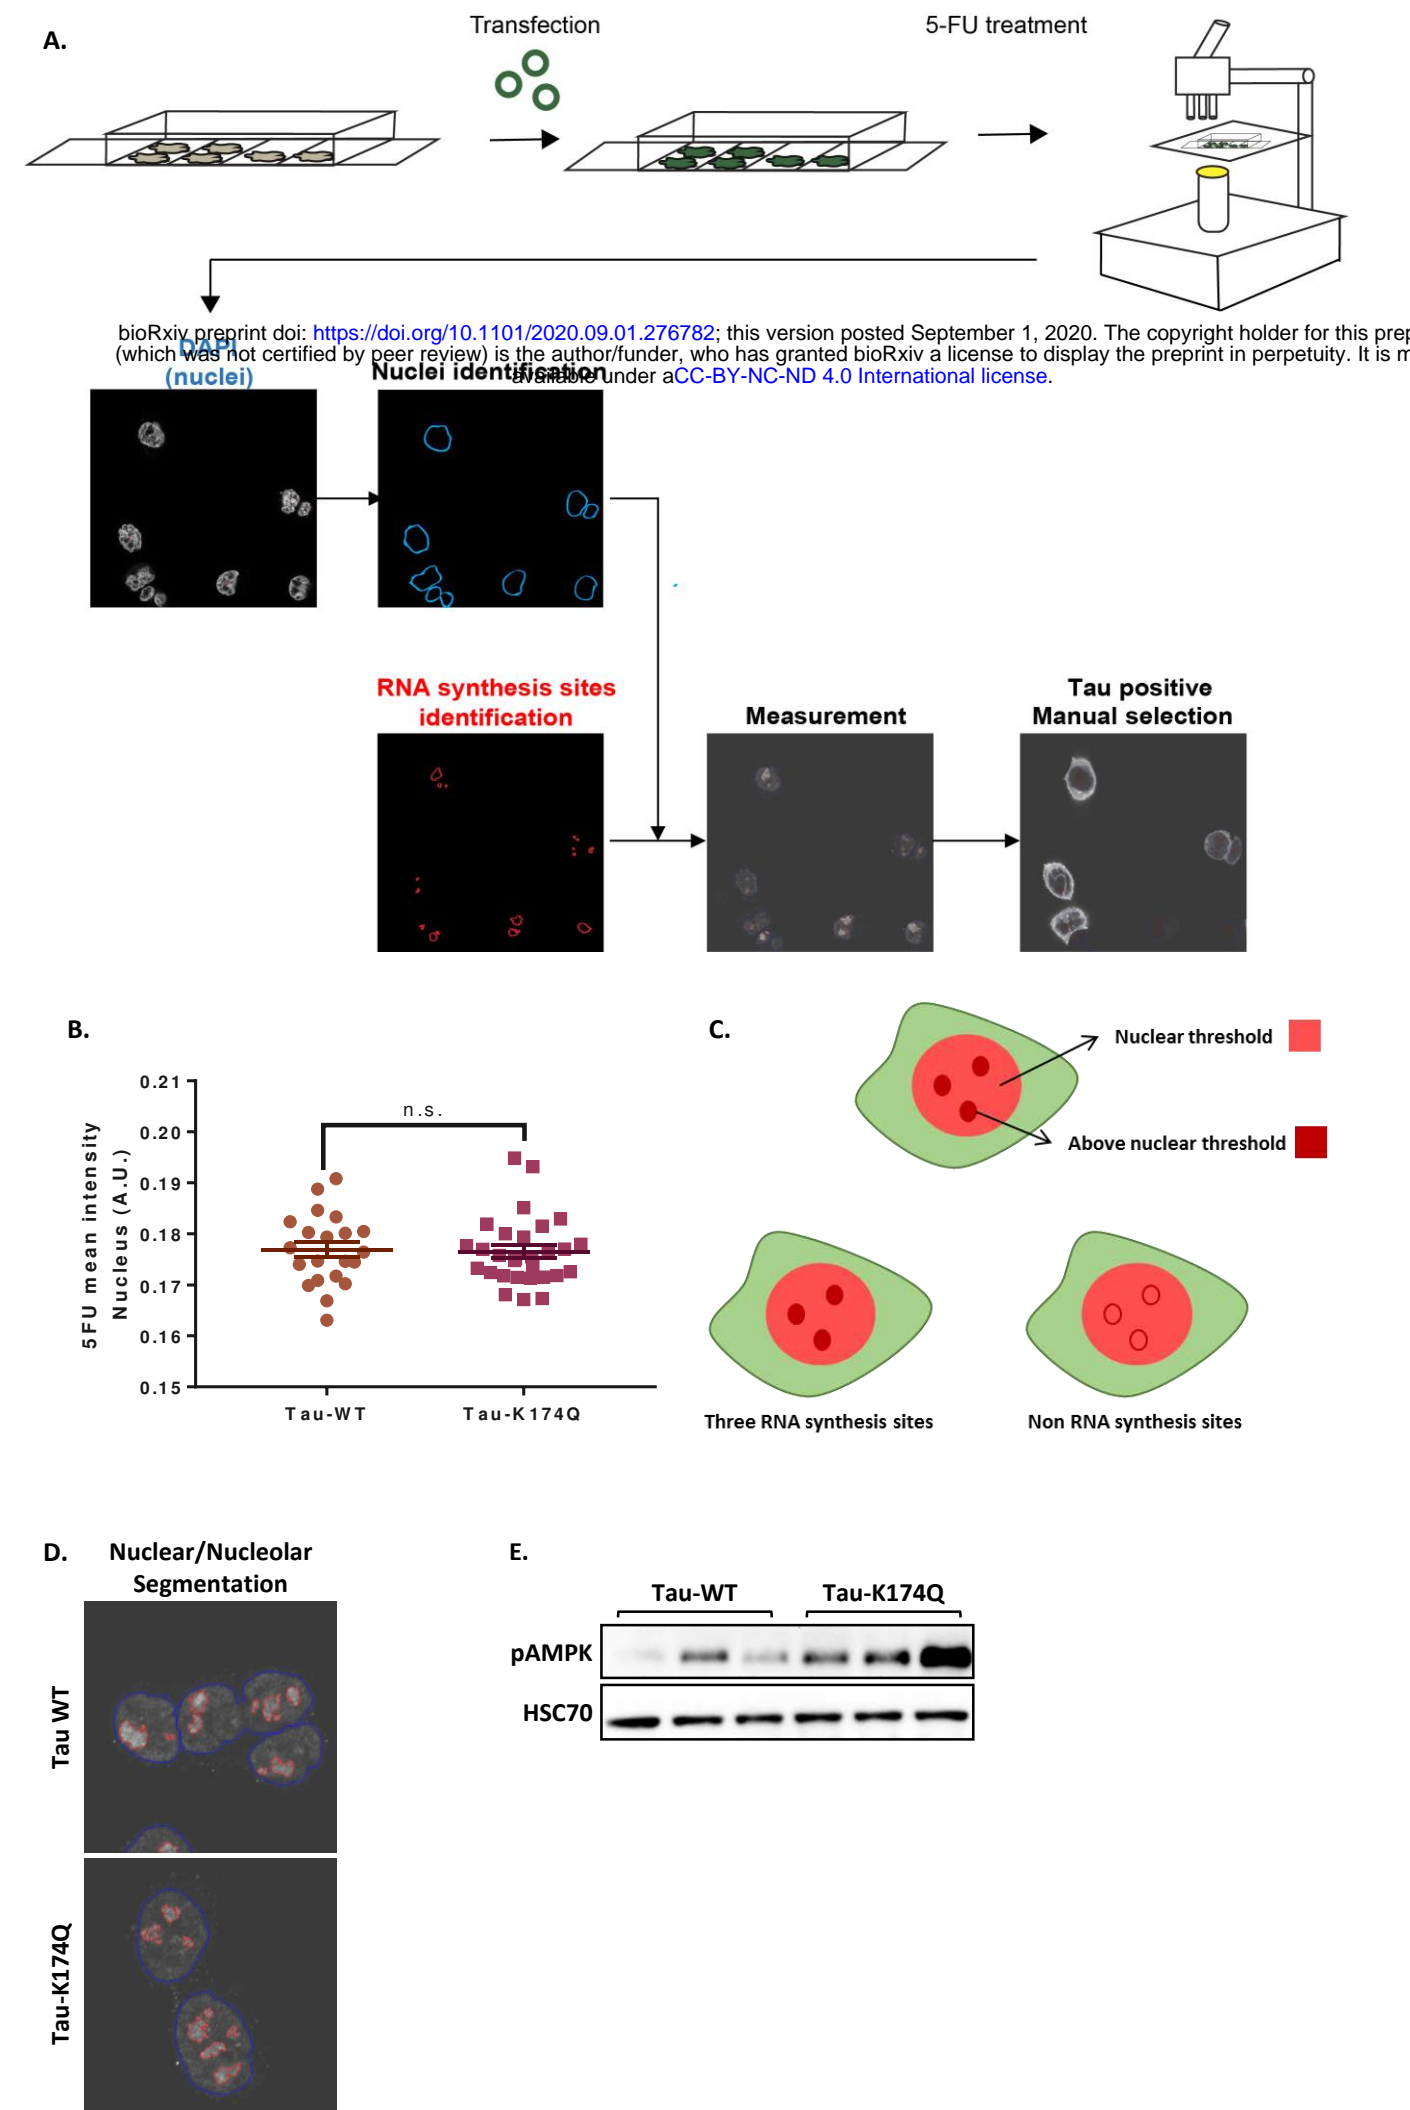 A.
Transfection
5-FU treatment
bioRxiv preprint doi: https://doi.org/10.1101/2020.09.01.276782; this version posted September 1, 2020. The copyright holder for this prep
(which was not certified by peer review) is the author/funder, who has granted bioRxiv a license to display the preprint in perpetuity. It is m
available under aCC-BY-NC-ND 4.0 International license.
DAPI
(nuclei)
Nuclei identification
RNA synthesis sites
identification
Measurement
Tau positive
Manual selection
B.
5FU mean intensity
Nucleus (A.U.)
0.21
0.20
0.19
0.18
0.17
0.16
0.15
n.s.
Tau-WT
Tau-K174Q
C.
Nuclear threshold
Above nuclear threshold
Three RNA synthesis sites
Non RNA synthesis sites
D.
Nuclear/Nucleolar
Segmentation
Tau WT
Tau-K174Q
E.
Tau-WT
Tau-K174Q
pAMPK
HSC70